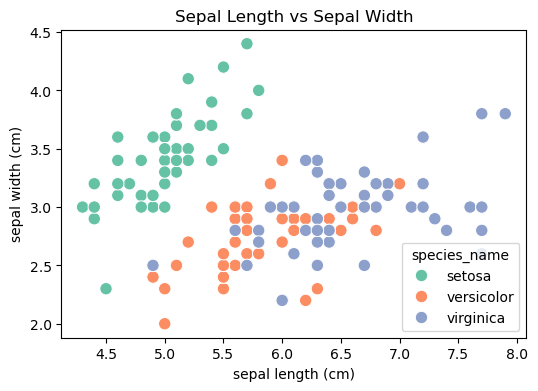 Sepal Length vs Sepal Width
4.5
4.0
3.5
3.0
2.5
2.0
sepal width (cm)
species_name
setosa
versicolor
virginica
4.5 5.0 5.5 6.0 6.5 7.0 7.5 8.0
sepal length (cm)